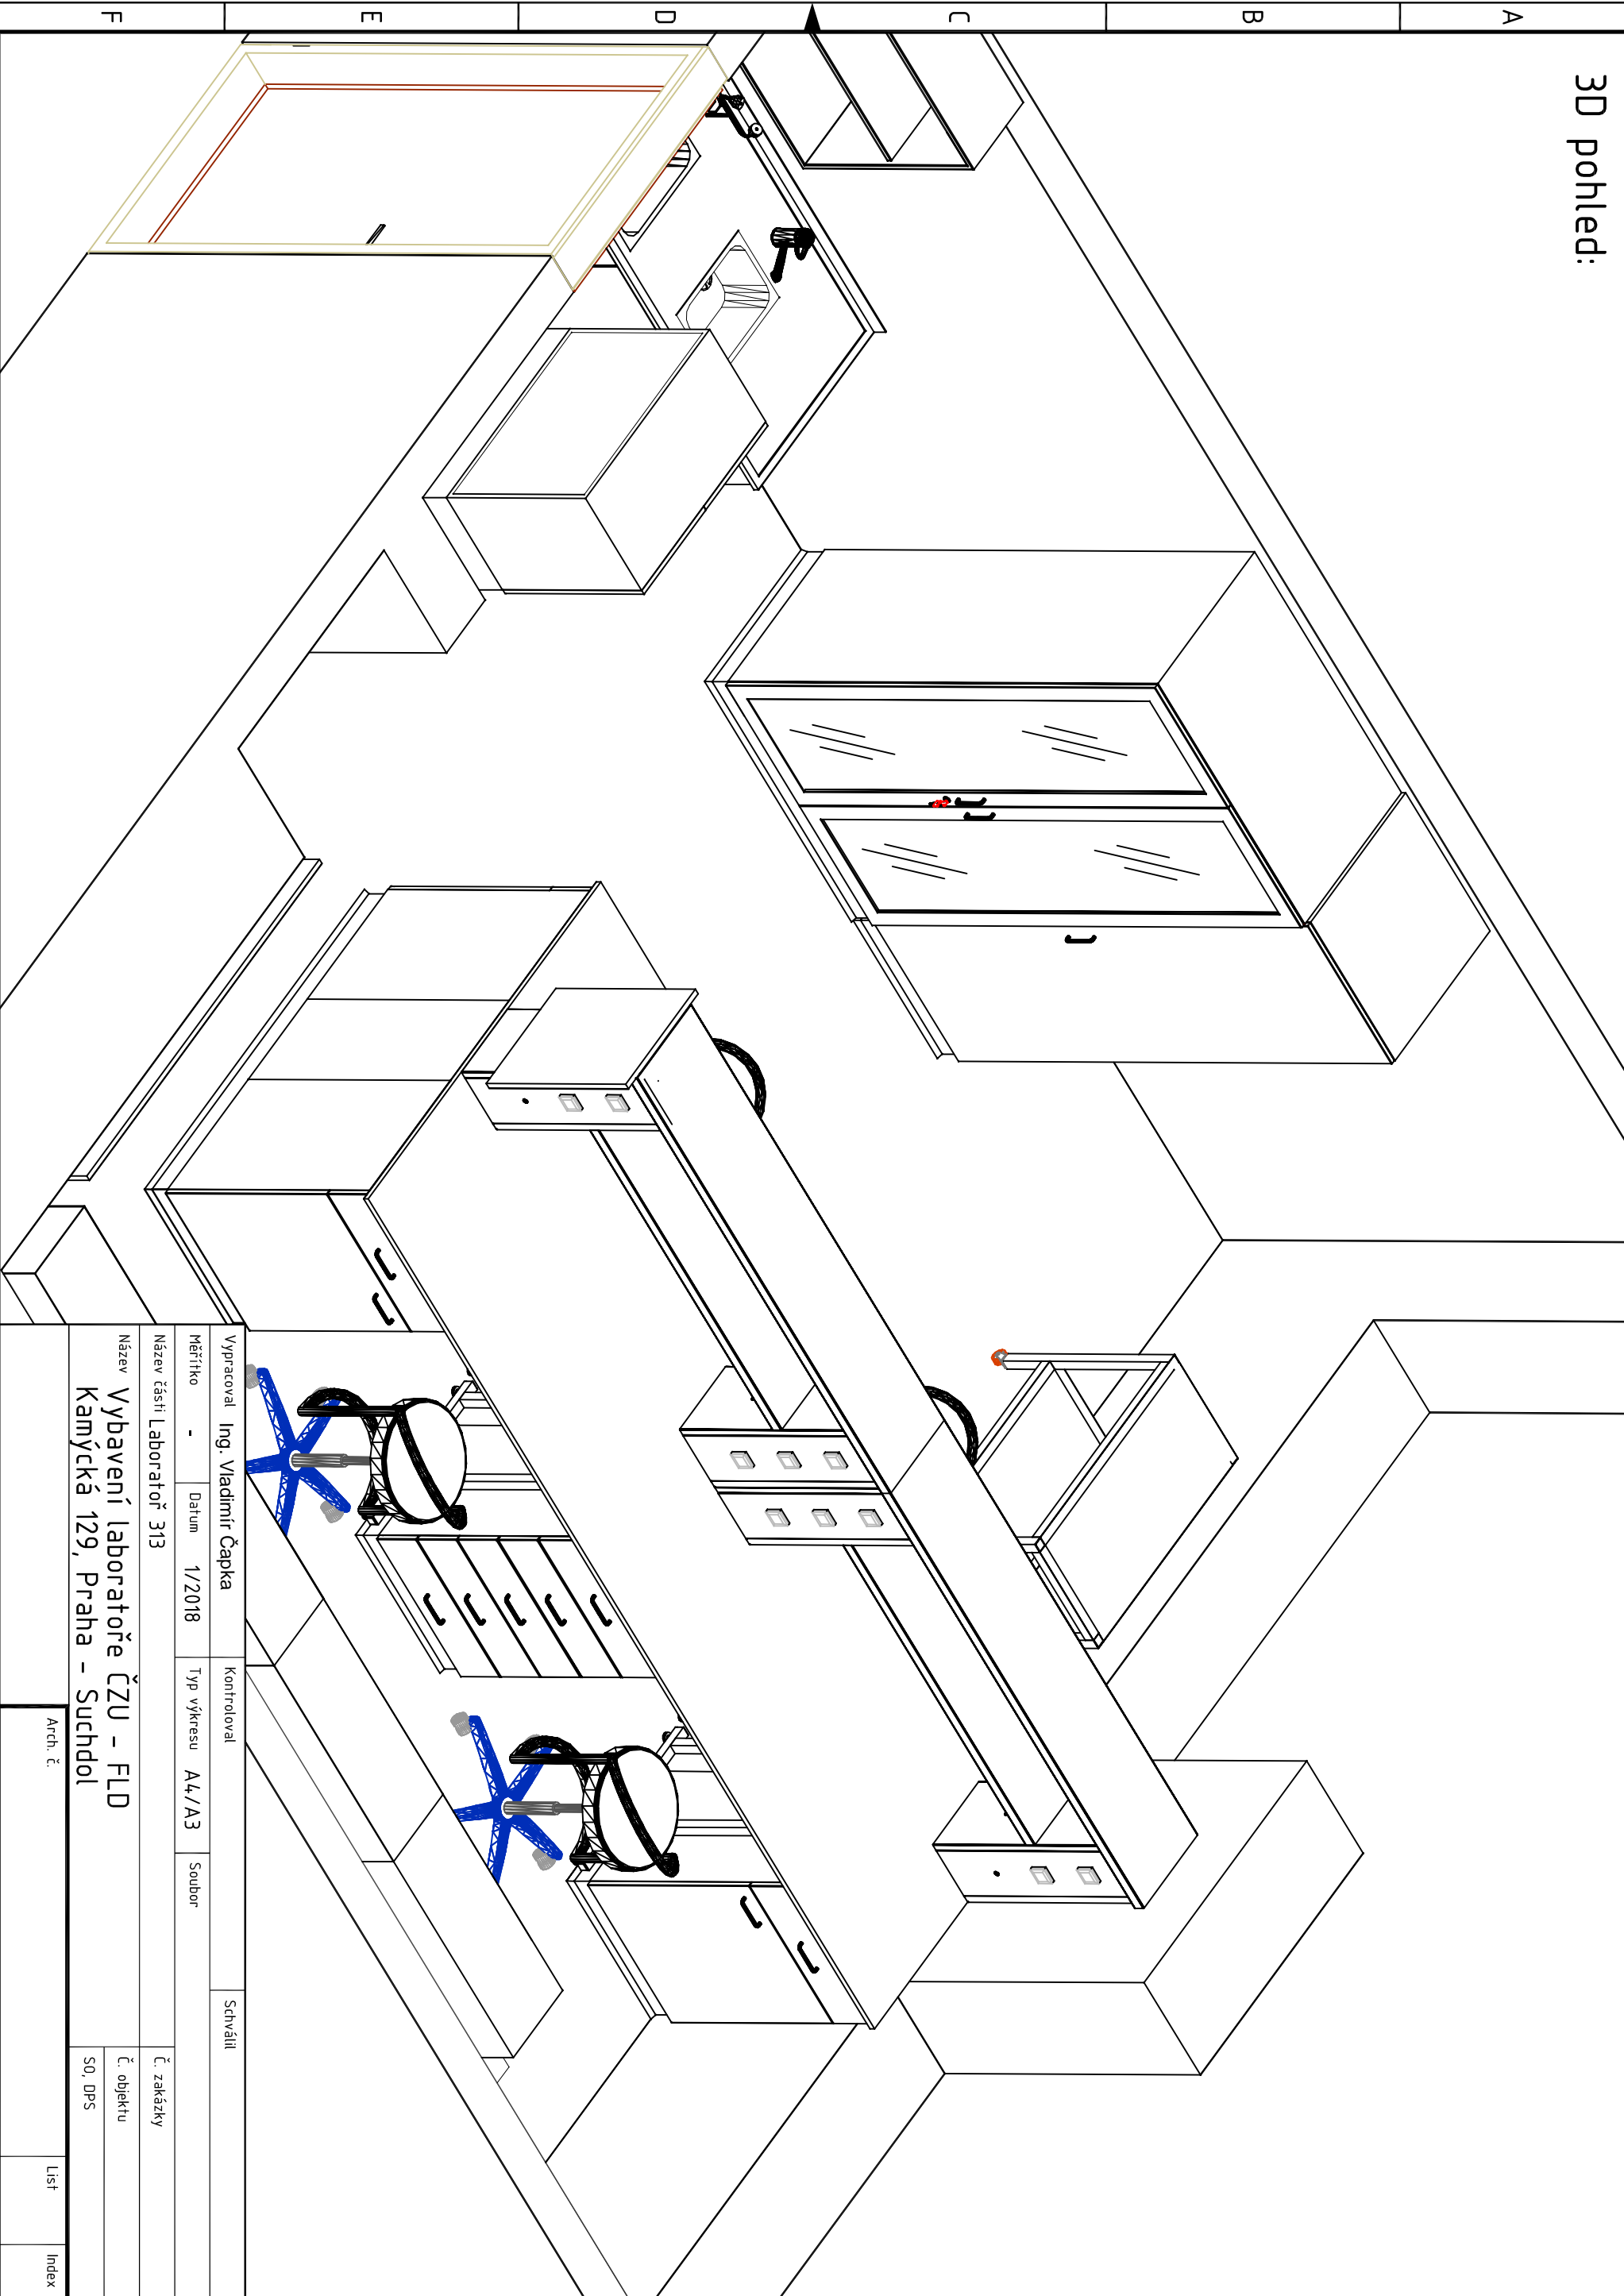 3D pohled:
A
B
C
D
E
F
Vypracoval Ing. Vladimír Čapka Kontroloval Schválil
Měřítko - Datum 1/2018 Typ výkresu A4/A3 Soubor
Název části Laboratoř 313 Č. zakázky
Název Vybavení laboratoře ČZU - FLD Č. objektu
Kamýcká 129, Praha - Suchdol SO, DPS
Arch. č. List Index